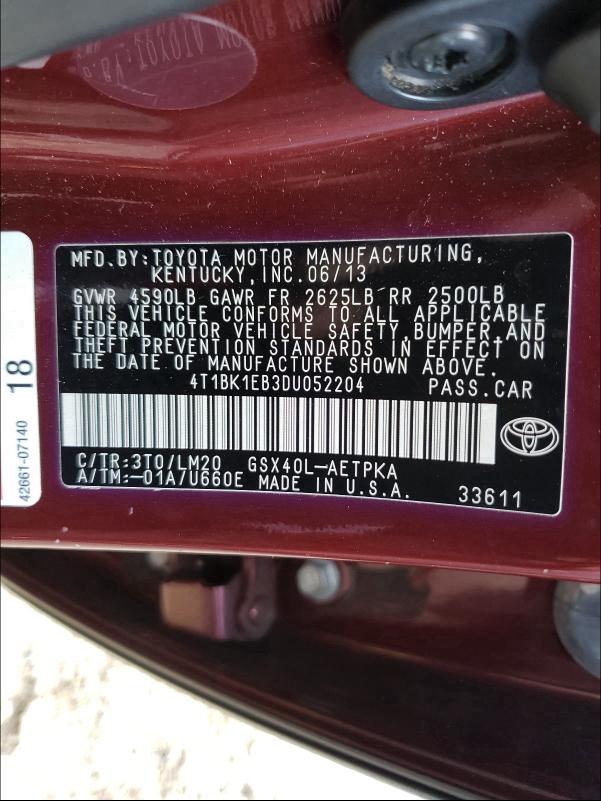 MFD.BY:TOYOTA MOTOR MANUFACTURING,
KENTUCKY,INC.06/13
GVWR 4590LB GAWR FR 2625LB RR 2500LB
THIS VEHICLE CONFORMS TO ALL APPLICABLE
FEDERAL MOTOR VEHICLE SAFETY,BUMPER,AND
THEFT PREVENTION STANDARDS IN EFFECT ON
THE DATE OF MANUFACTURE SHOWN ABOVE.
4T1BK1EB3DU052204 PASS.CAR
C/TR:3T0/LM20 GSX40L-AETPKA
A/TM:-01A/U660E MADE IN U.S.A. 33611
18
42661-07140